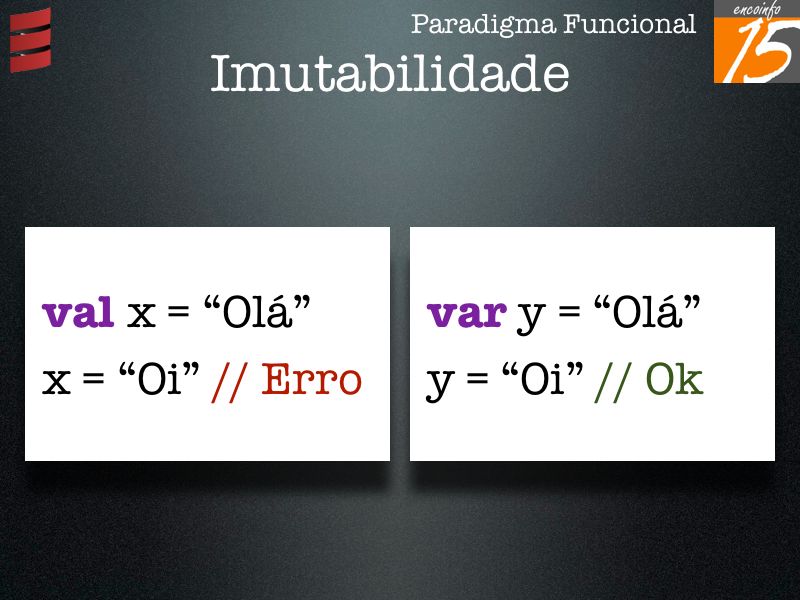 Paradigma Funcional
encoinfo
15
Imutabilidade
val x = “Olá”
x = “Oi” // Erro
var y = “Olá”
y = “Oi” // Ok